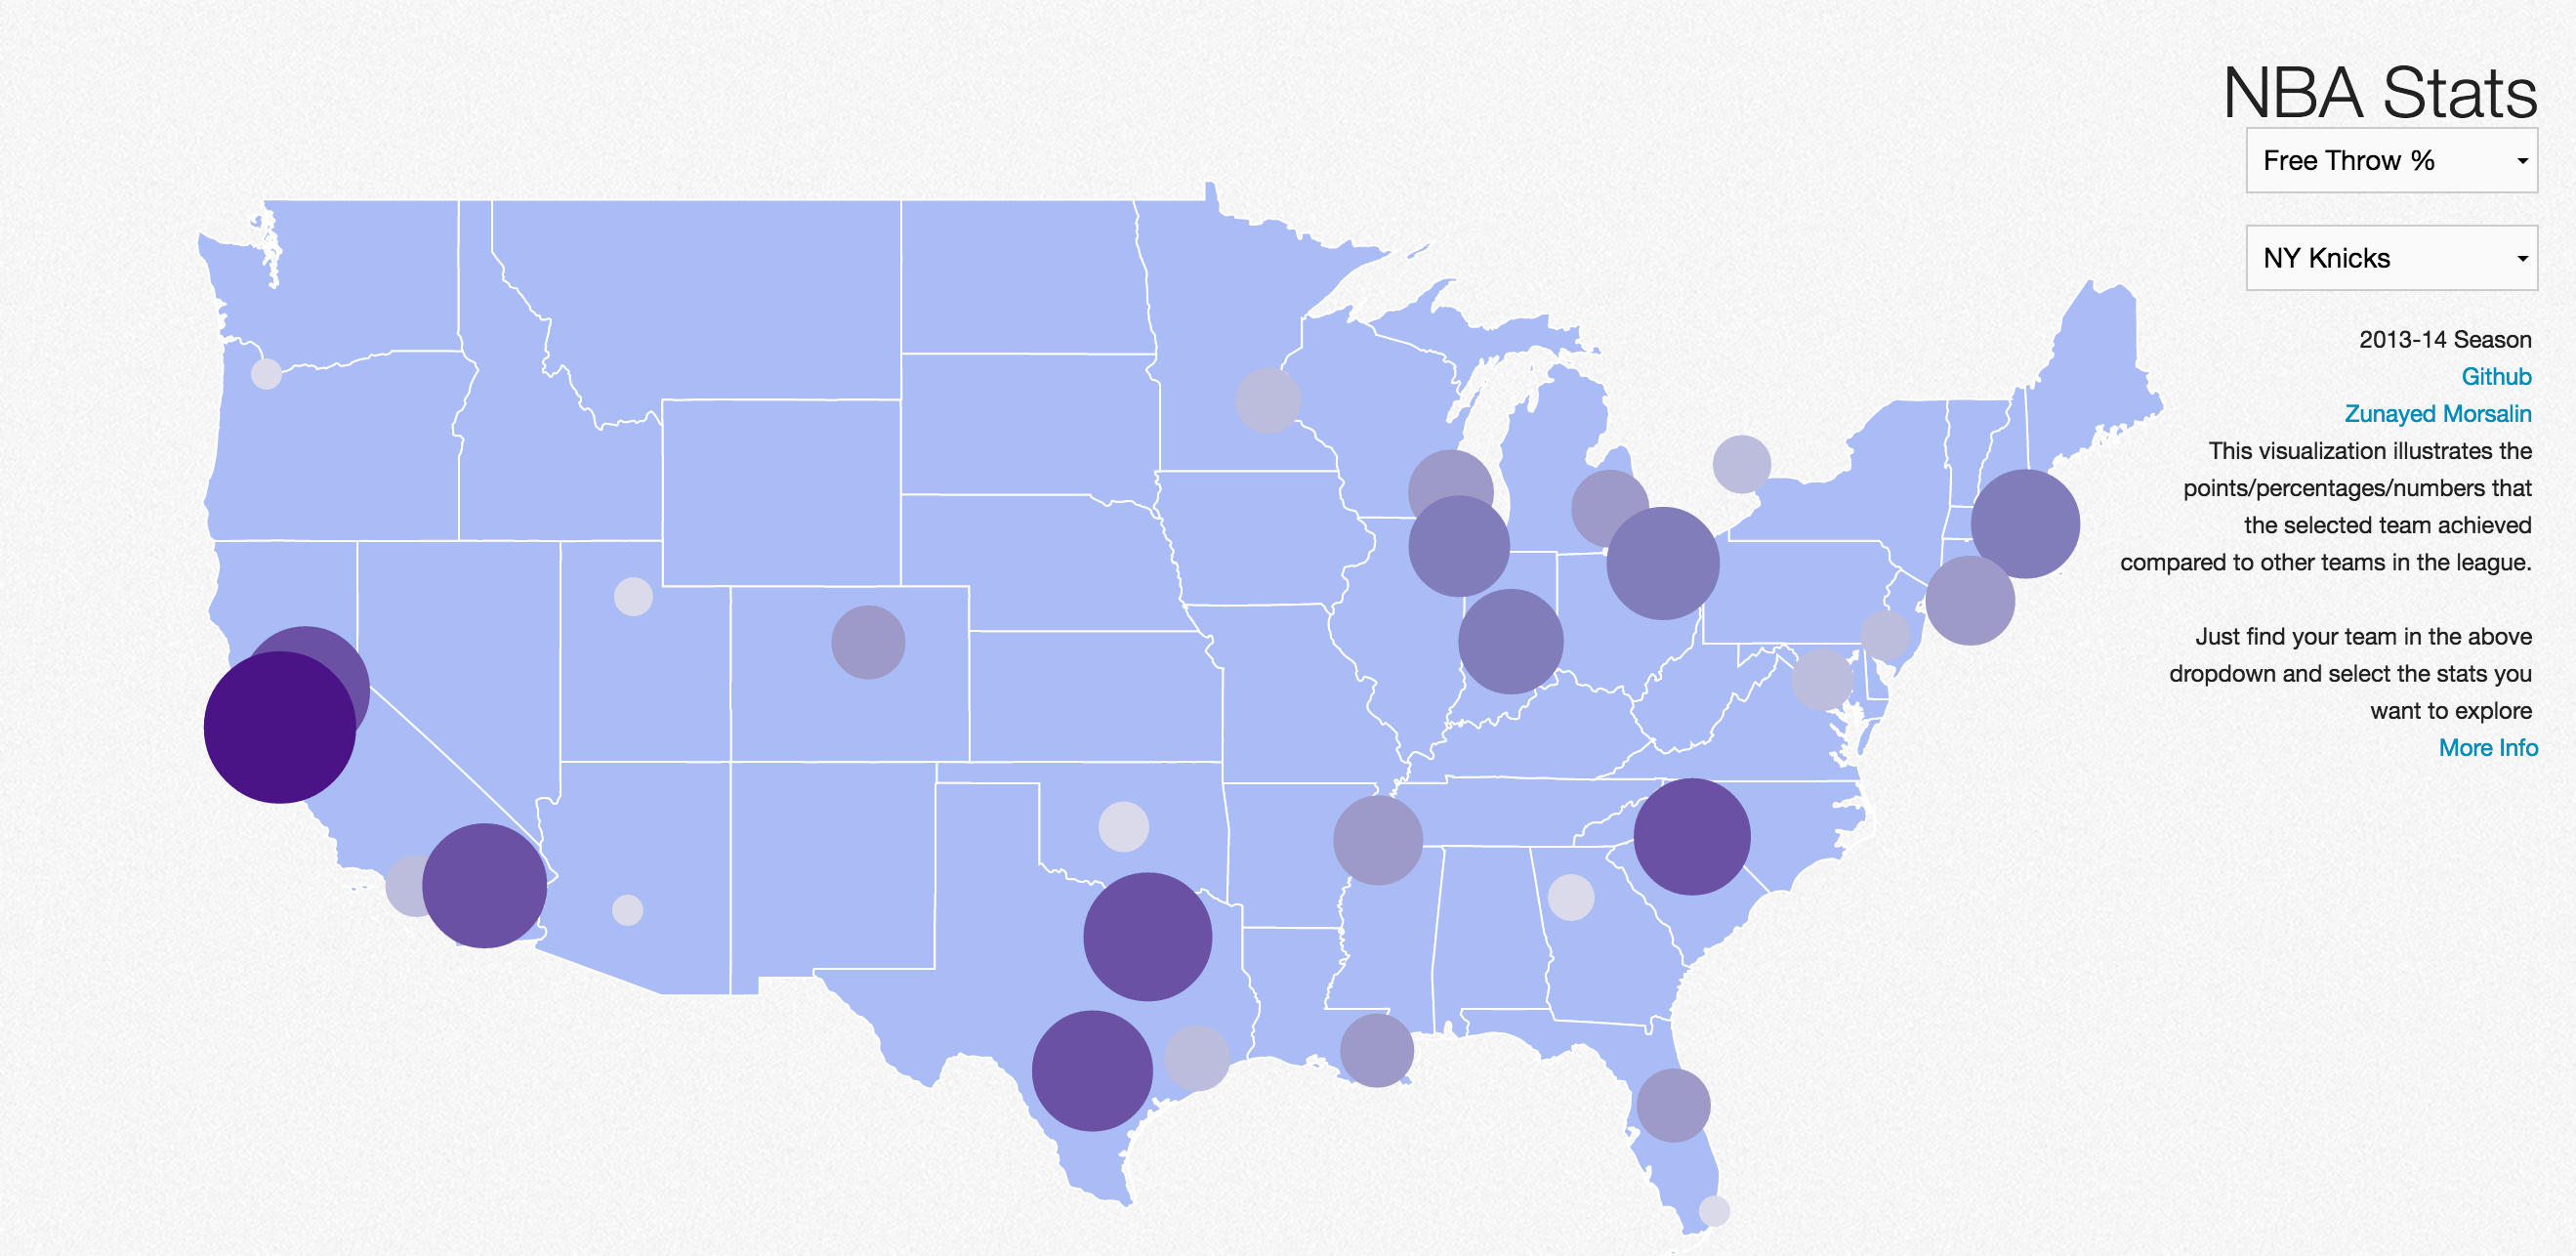 NBA Stats
Free Throw %
NY Knicks
2013-14 Season
Github
Zunayed Morsalin
This visualization illustrates the
points/percentages/numbers that
the selected team achieved
compared to other teams in the league.
Just find your team in the above
dropdown and select the stats you
want to explore
More Info